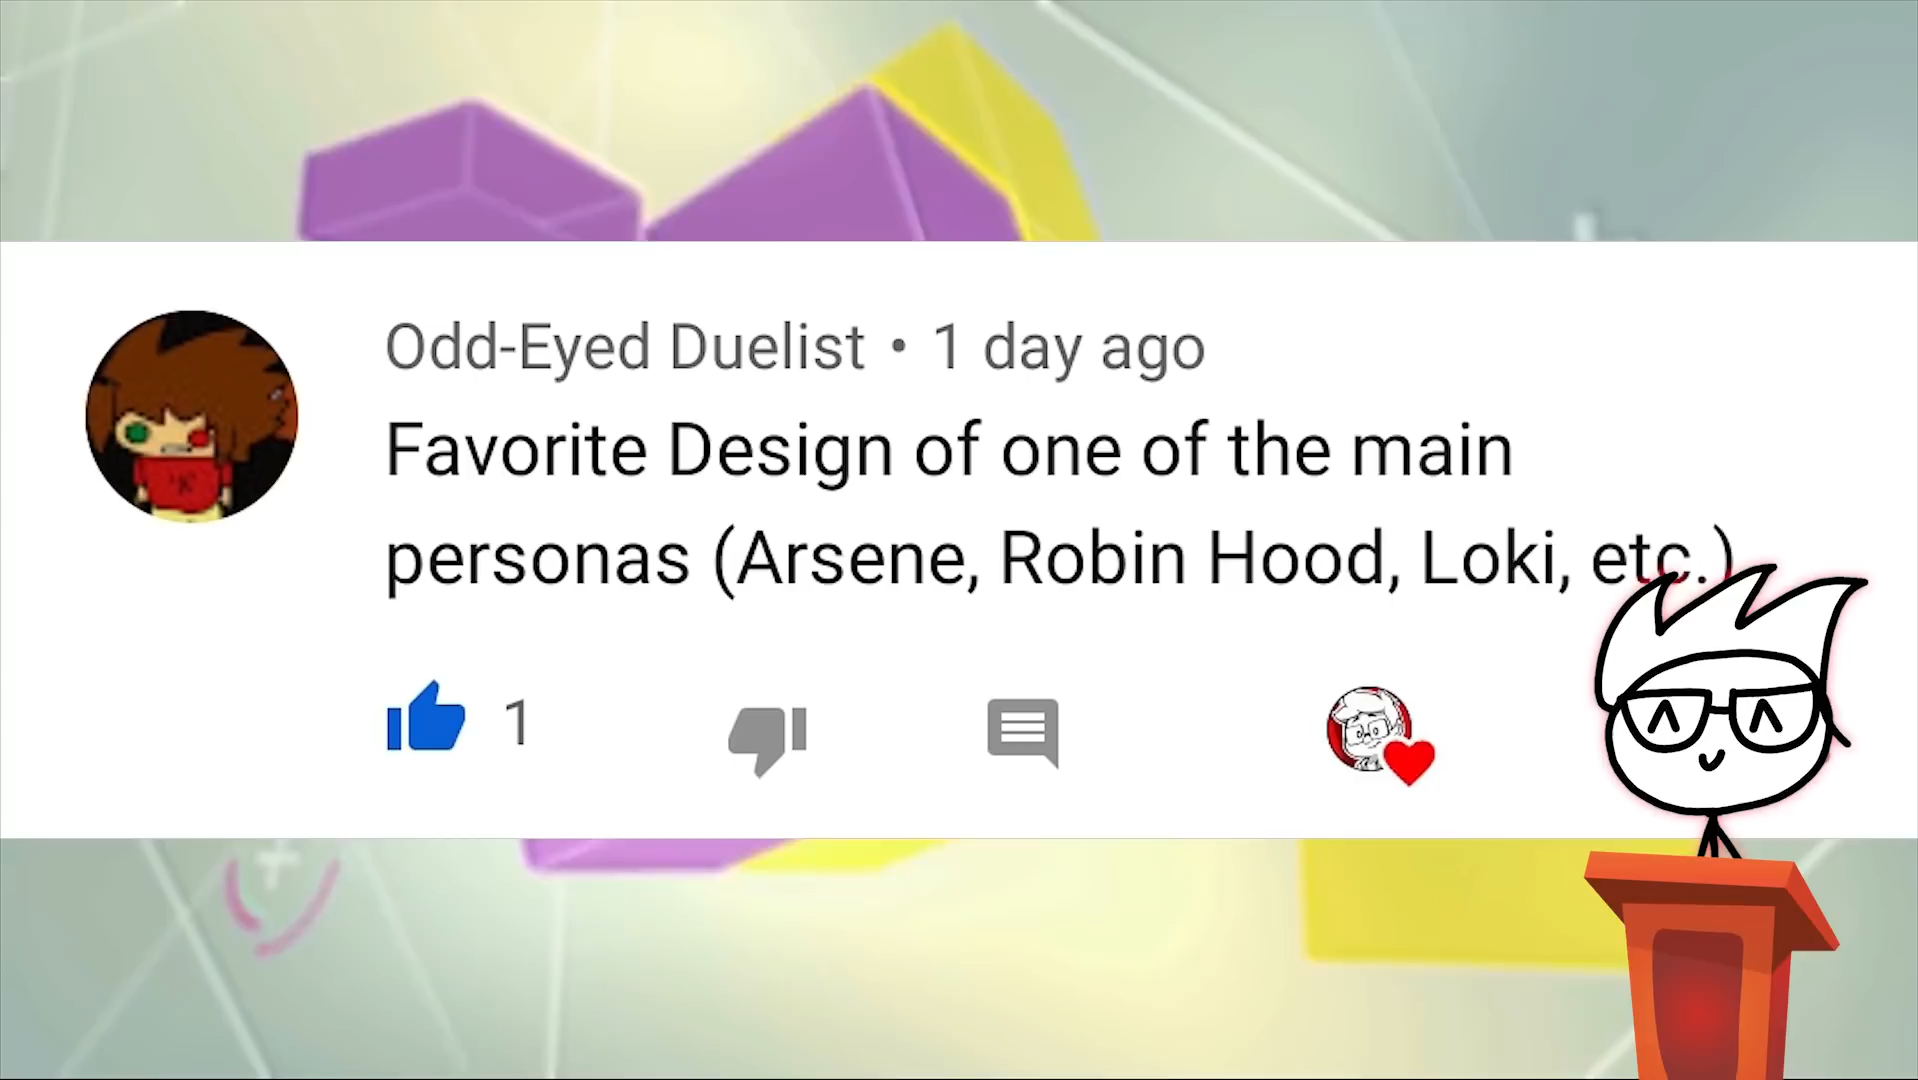 Odd-Eyed Duelist • 1 day ago
Favorite Design of one of the main
personas (Arsene, Robin Hood, Loki, etc.)
1